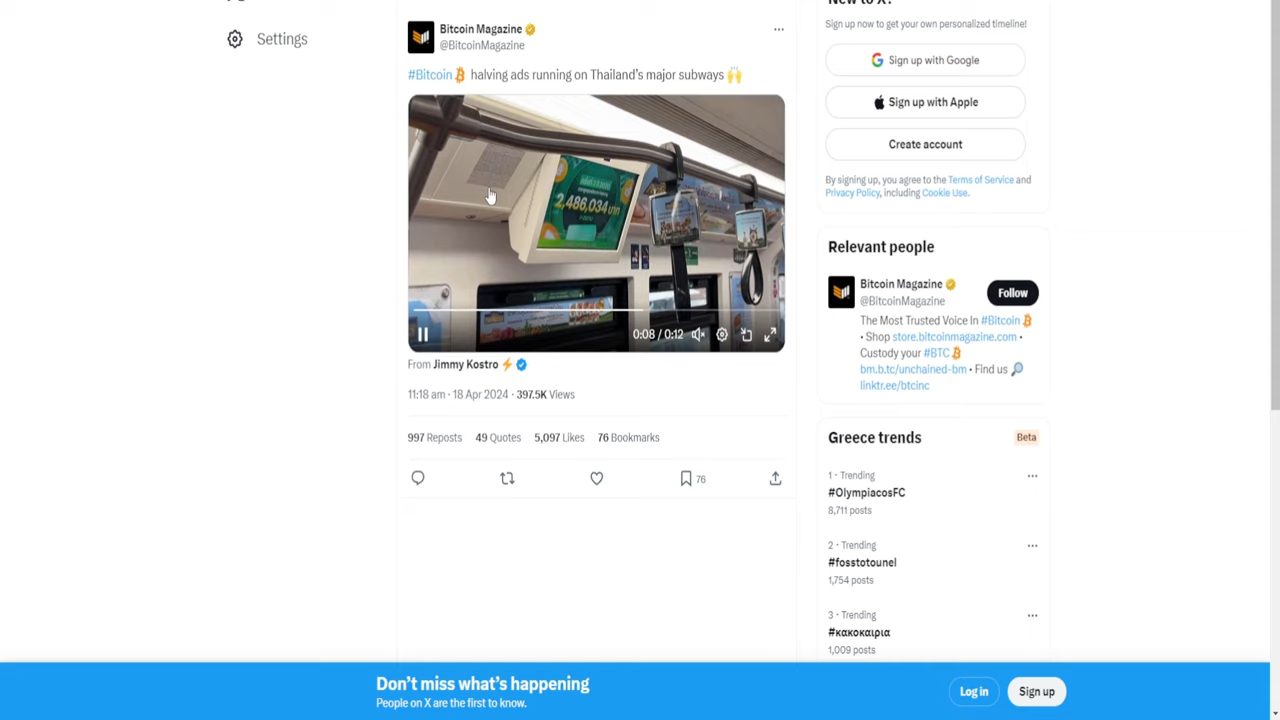 Settings
Bitcoin Magazine
@BitcoinMagazine
#Bitcoin halving ads running on Thailand's major subways 🙌
2,486,034 บาท
0:08 / 0:12
From Jimmy Kostro ⚡
11:18 am · 18 Apr 2024 · 397.5K Views
997 Reposts 49 Quotes 5,097 Likes 76 Bookmarks
76
New to X?
Sign up now to get your own personalized timeline!
Sign up with Google
Sign up with Apple
Create account
By signing up, you agree to the Terms of Service and
Privacy Policy, including Cookie Use.
Relevant people
Bitcoin Magazine
@BitcoinMagazine
Follow
The Most Trusted Voice In #Bitcoin
• Shop store.bitcoinmagazine.com •
Custody your #BTC
bm.b.tc/unchained-bm • Find us 🔎
linktr.ee/btcinc
Greece trends
Beta
1 · Trending
#OlympiacosFC
8,711 posts
2 · Trending
#fosstotounel
1,754 posts
3 · Trending
#κακοκαιρια
1,009 posts
Don't miss what's happening
People on X are the first to know.
Log in
Sign up